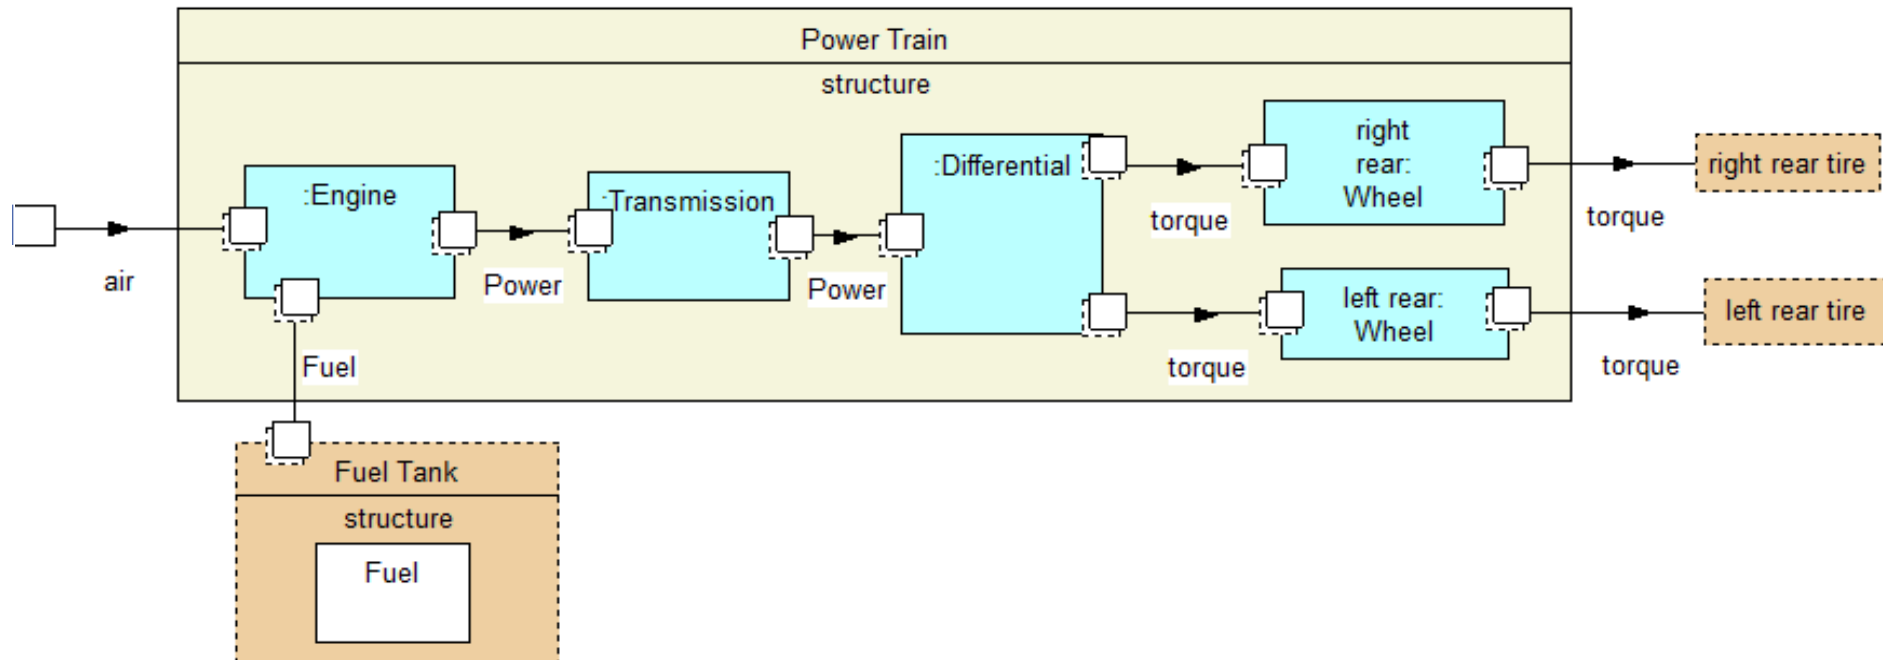 Power Train
structure
:Engine
:Transmission
:Differential
right
rear:
Wheel
left rear:
Wheel
right rear tire
left rear tire
air
Power
Power
torque
torque
torque
torque
Fuel
Fuel Tank
structure
Fuel